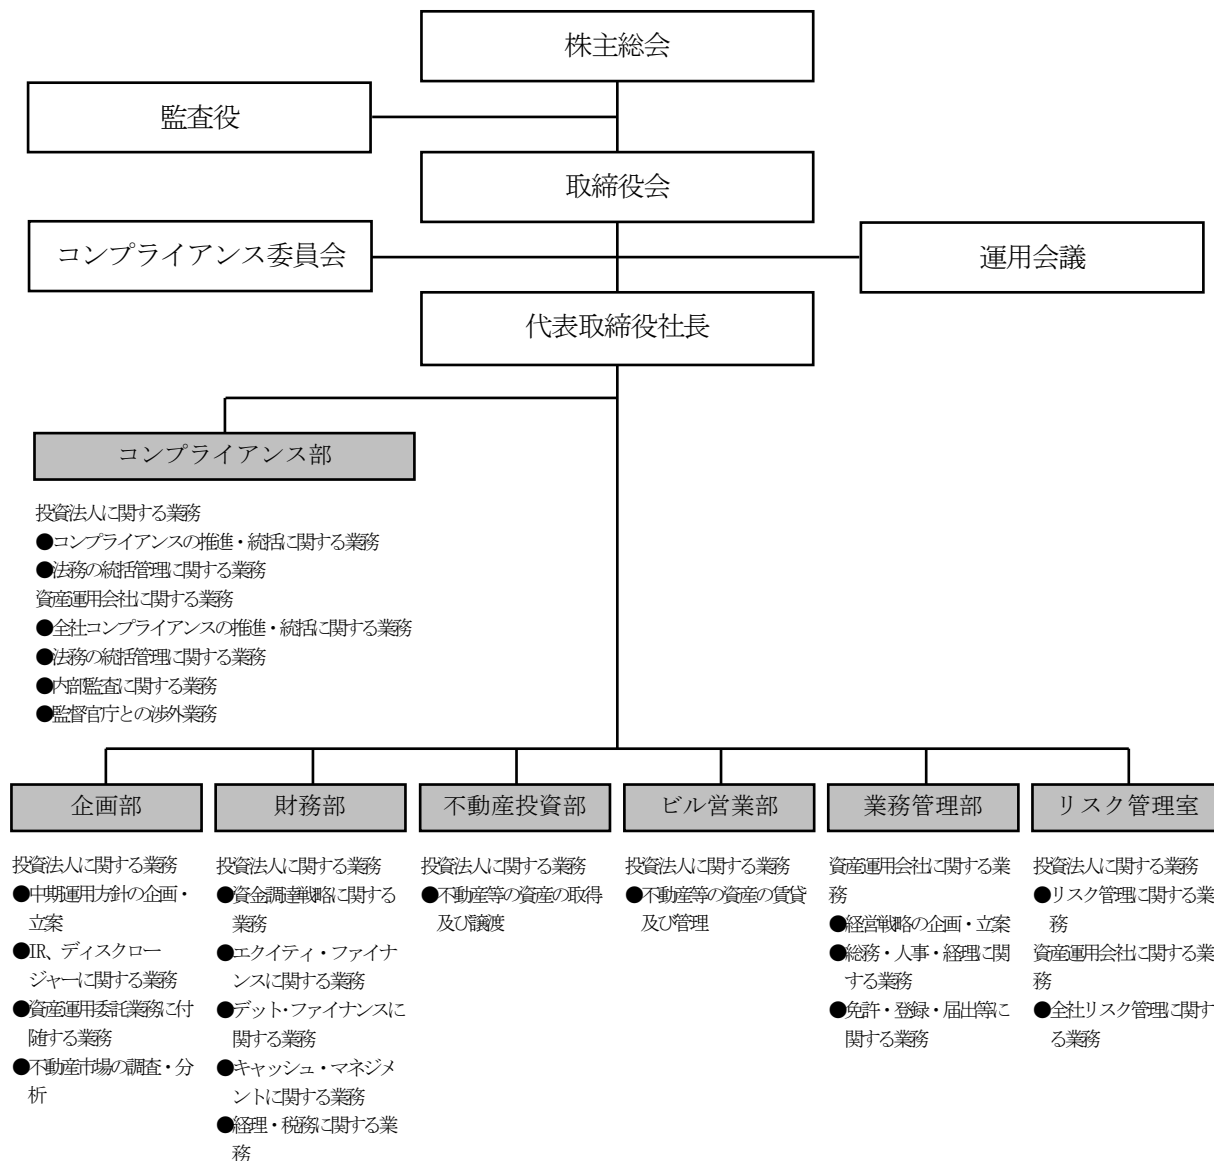 株主総会
監査役
取締役会
コンプライアンス委員会
運用会議
代表取締役社長
コンプライアンス部
投資法人に関する業務
●コンプライアンスの推進・統括に関する業務
●法務の統括管理に関する業務
資産運用会社に関する業務
●全社コンプライアンスの推進・統括に関する業務
●法務の統括管理に関する業務
●内部監査に関する業務
●監督官庁との渉外業務
企画部
投資法人に関する業務
●中期運用方針の企画・
立案
●IR、ディスクロー
ジャーに関する業務
●資産運用委託業務に付
随する業務
●不動産市場の調査・分
析
財務部
投資法人に関する業務
●資金調達戦略に関する
業務
●エクイティ・ファイナ
ンスに関する業務
●デット・ファイナンスに
関する業務
●キャッシュ・マネジメ
ントに関する業務
●経理・税務に関する業
務
不動産投資部
投資法人に関する業務
●不動産等の資産の取得
及び譲渡
ビル営業部
投資法人に関する業務
●不動産等の資産の賃貸
及び管理
業務管理部
資産運用会社に関する業
務
●経営戦略の企画・立案
●総務・人事・経理に関
する業務
●免許・登録・届出等に
関する業務
リスク管理室
投資法人に関する業務
●リスク管理に関する業
務
資産運用会社に関する業
務
●全社リスク管理に関す
る業務